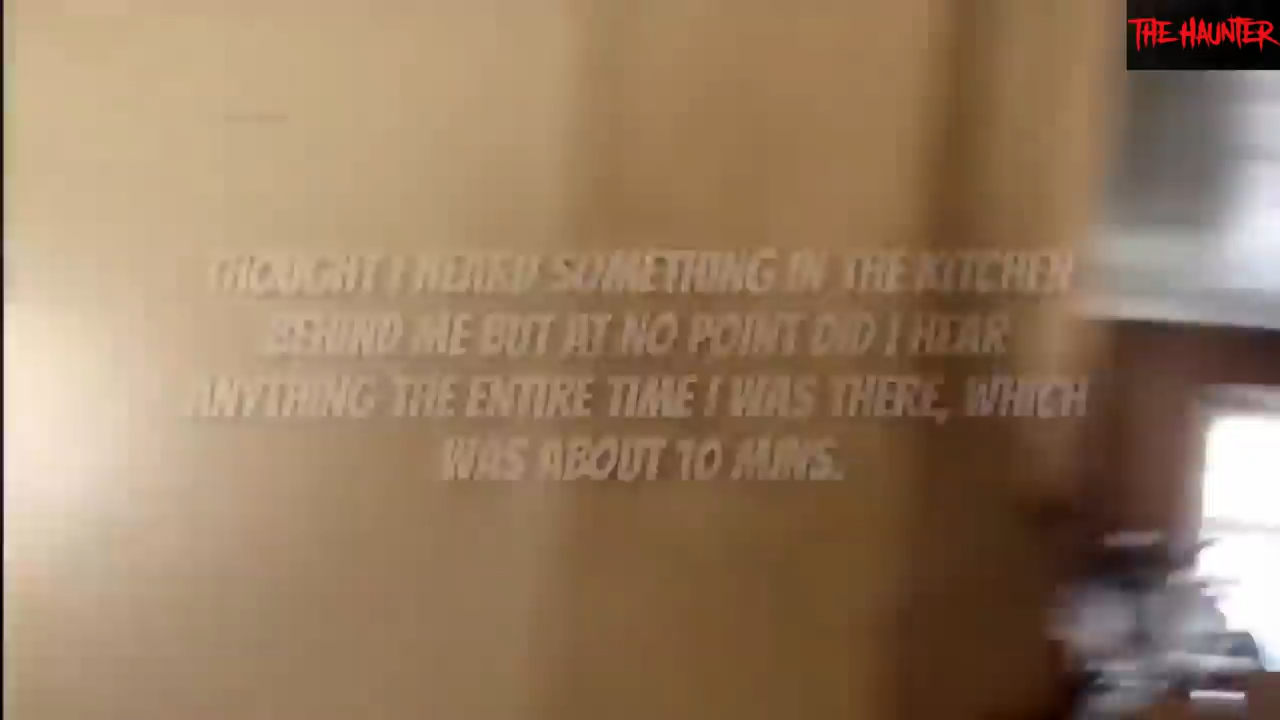 THE HAUNTER
THOUGHT I HEARD SOMETHING IN THE KITCHEN
BEHIND ME BUT AT NO POINT DID I HEAR
ANYTHING THE ENTIRE TIME I WAS THERE, WHICH
WAS ABOUT 10 MINS.